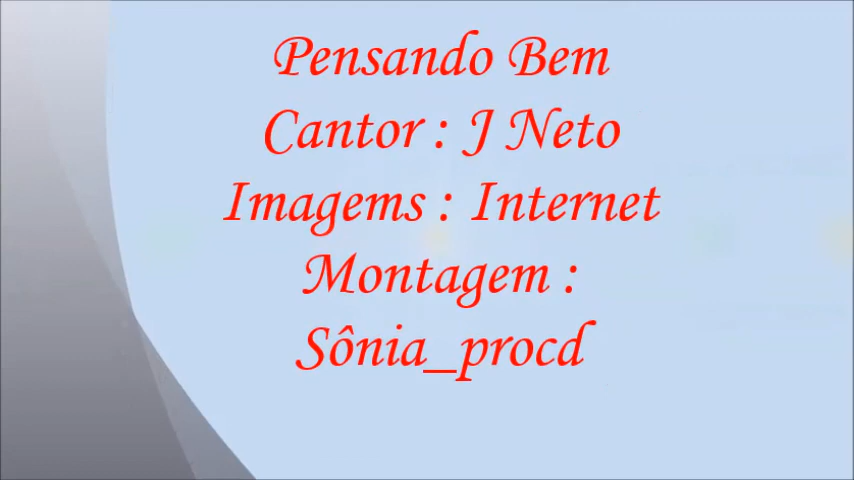 Pensando Bem
Cantor : J Neto
Imagems : Internet
Montagem :
Sônia_procd